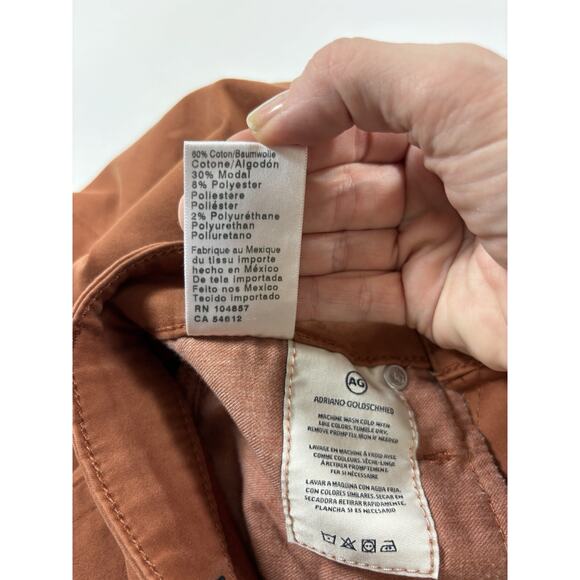 60% Coton/Baumwolle
Cotone/Algodón
30% Modal
8% Polyester
Poliestere
Poliéster
2% Polyuréthane
Polyurethan
Poliuretano
Fabrique au Mexique
du tissu importe
hecho en México
De tela importada
Feito nos Mexico
Tecido importado
RN 104857
CA 54612
AG
ADRIANO GOLDSCHMIED
MACHINE WASH COLD WITH
LIKE COLORS. TUMBLE DRY.
REMOVE PROMPTLY. IRON IF NEEDED
LAVAGE EN MACHINE À FROID AVEC
COMME COULEURS. SÈCHE-LINGE
À RETIRER PROMPTEMENT
FER SI NÉCESSAIRE
LAVAR A MAQUINA CON AGUA FRIA.
CON COLORES SIMILARES. SECAR EN
SECADORA RETIRAR RAPIDAMENTE.
PLANCHA SI ES NECESARIO